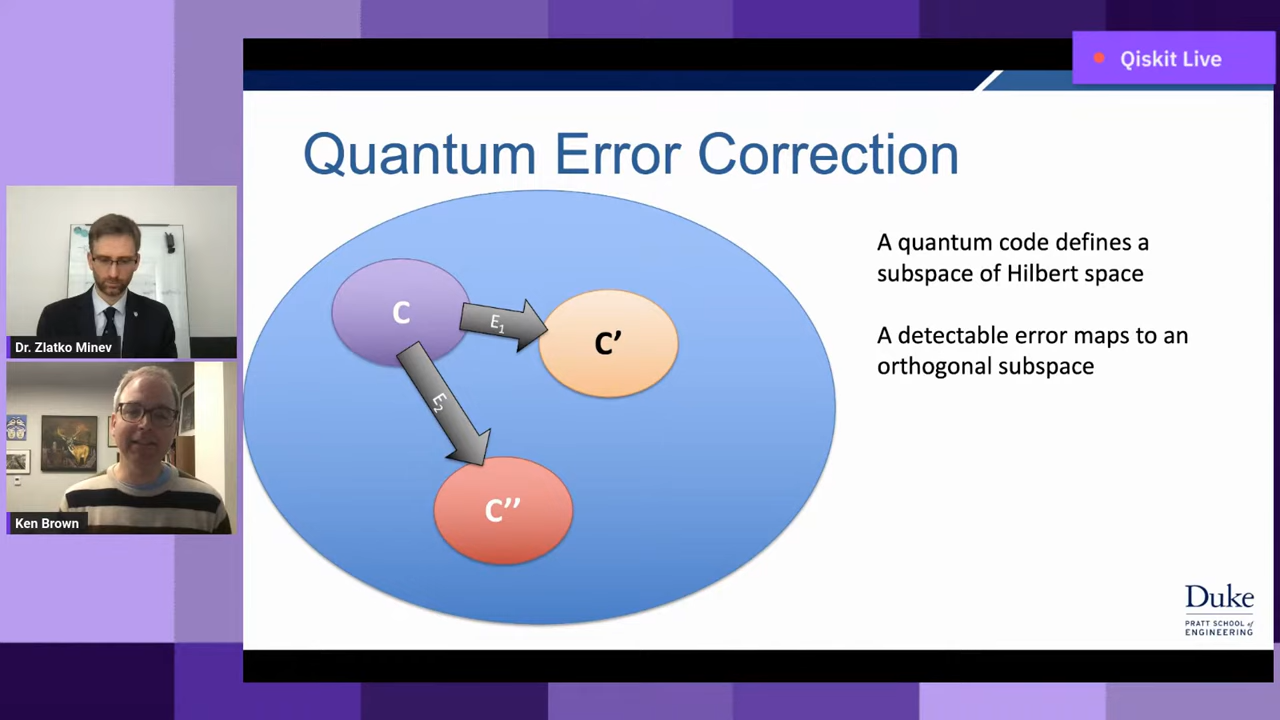 Qiskit Live
Quantum Error Correction
A quantum code defines a
subspace of Hilbert space
A detectable error maps to an
orthogonal subspace
C
E₁
C’
E₂
C’’
Dr. Zlatko Minev
Ken Brown
Duke
PRATT SCHOOL of
ENGINEERING